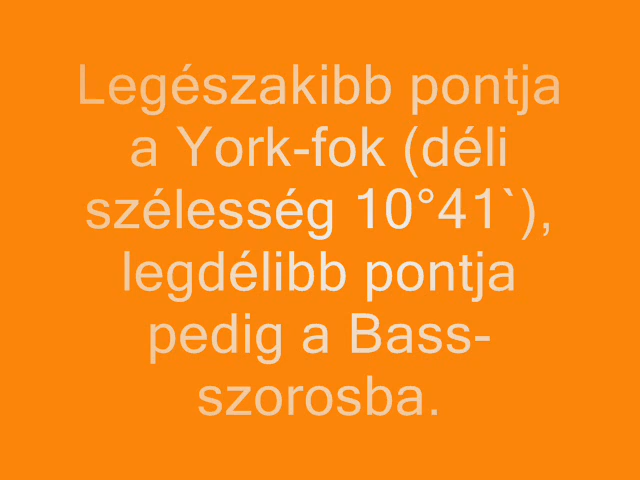 Legészakibb pontja
a York-fok (déli
szélesség 10°41`),
legdélibb pontja
pedig a Bass-
szorosba.